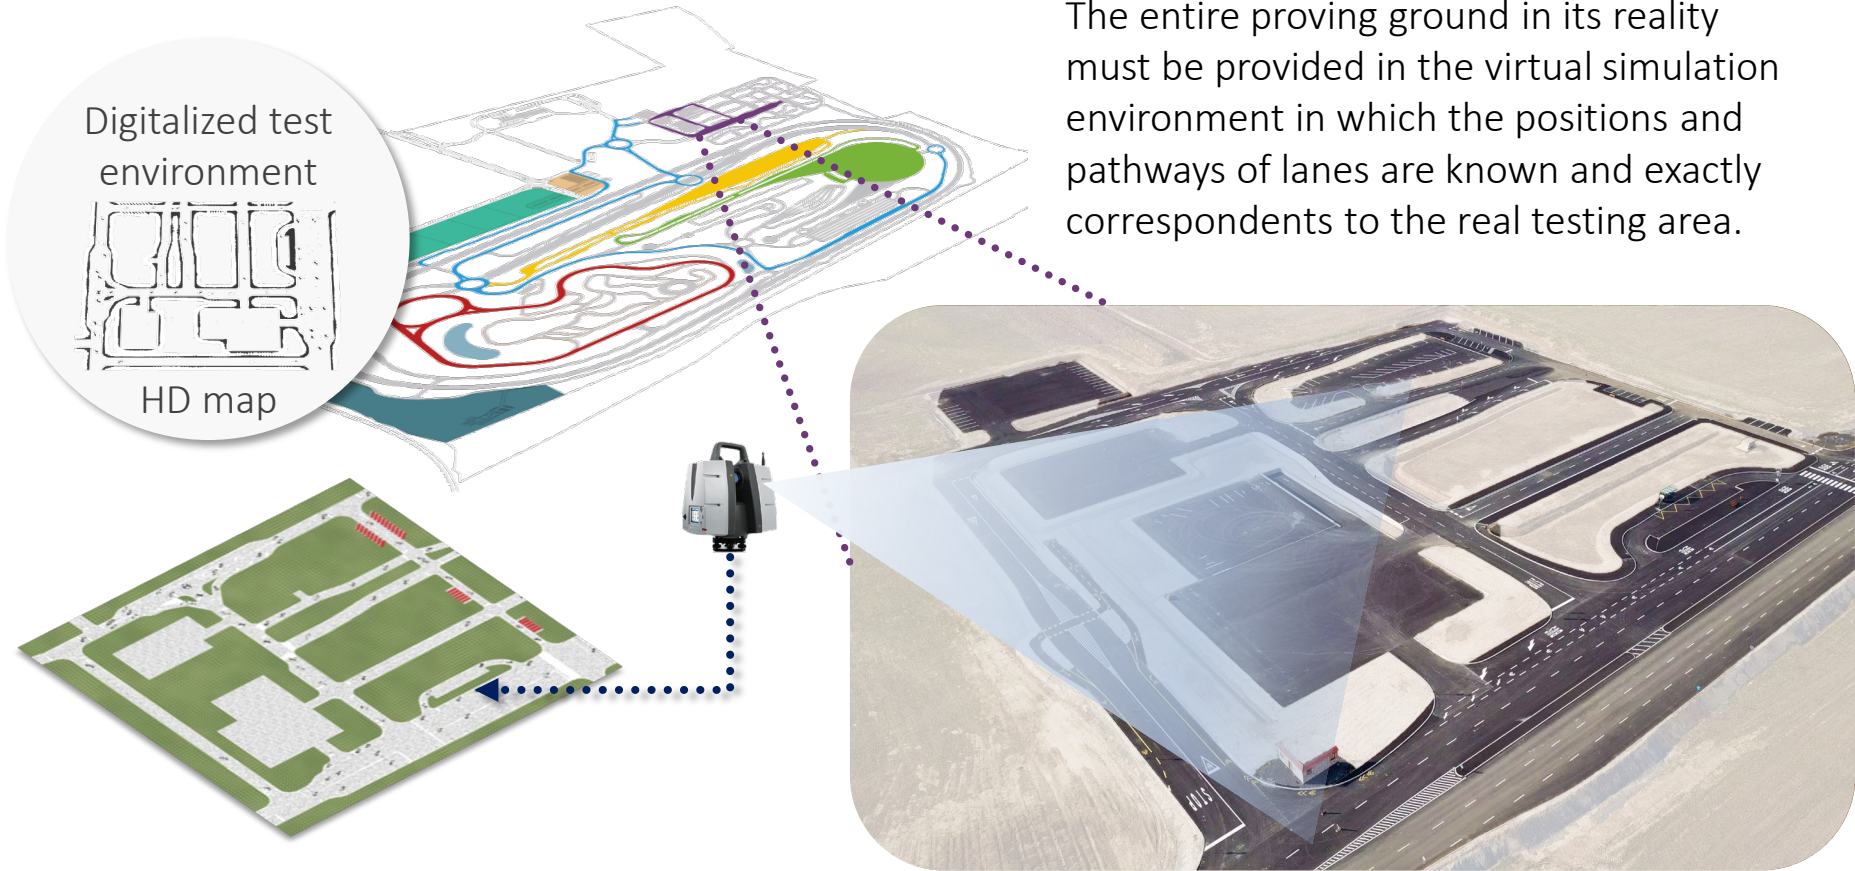 The entire proving ground in its reality
must be provided in the virtual simulation
environment in which the positions and
pathways of lanes are known and exactly
correspondents to the real testing area.
Digitalized test
environment
HD map
STOP